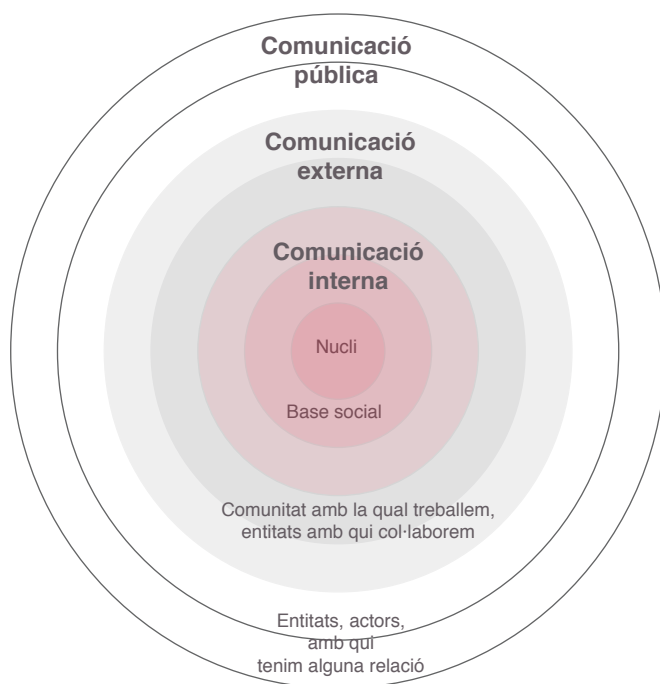 Comunicació
pública
Comunicació
externa
Comunicació
interna
Nucli
Base social
Comunitat amb la qual treballem,
entitats amb qui col·laborem
Entitats, actors,
amb qui
tenim alguna relació